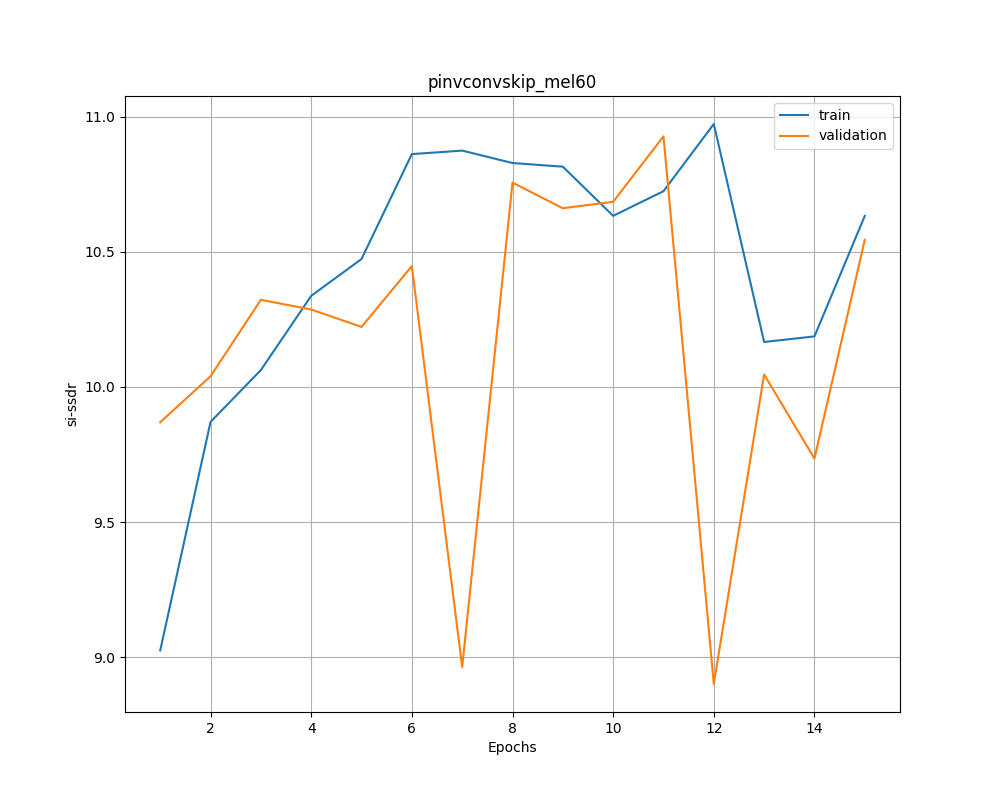 pinvconvskip_mel60
train
validation
11.0
10.5
10.0
9.5
9.0
si-ssdr
2 4 6 8 10 12 14
Epochs